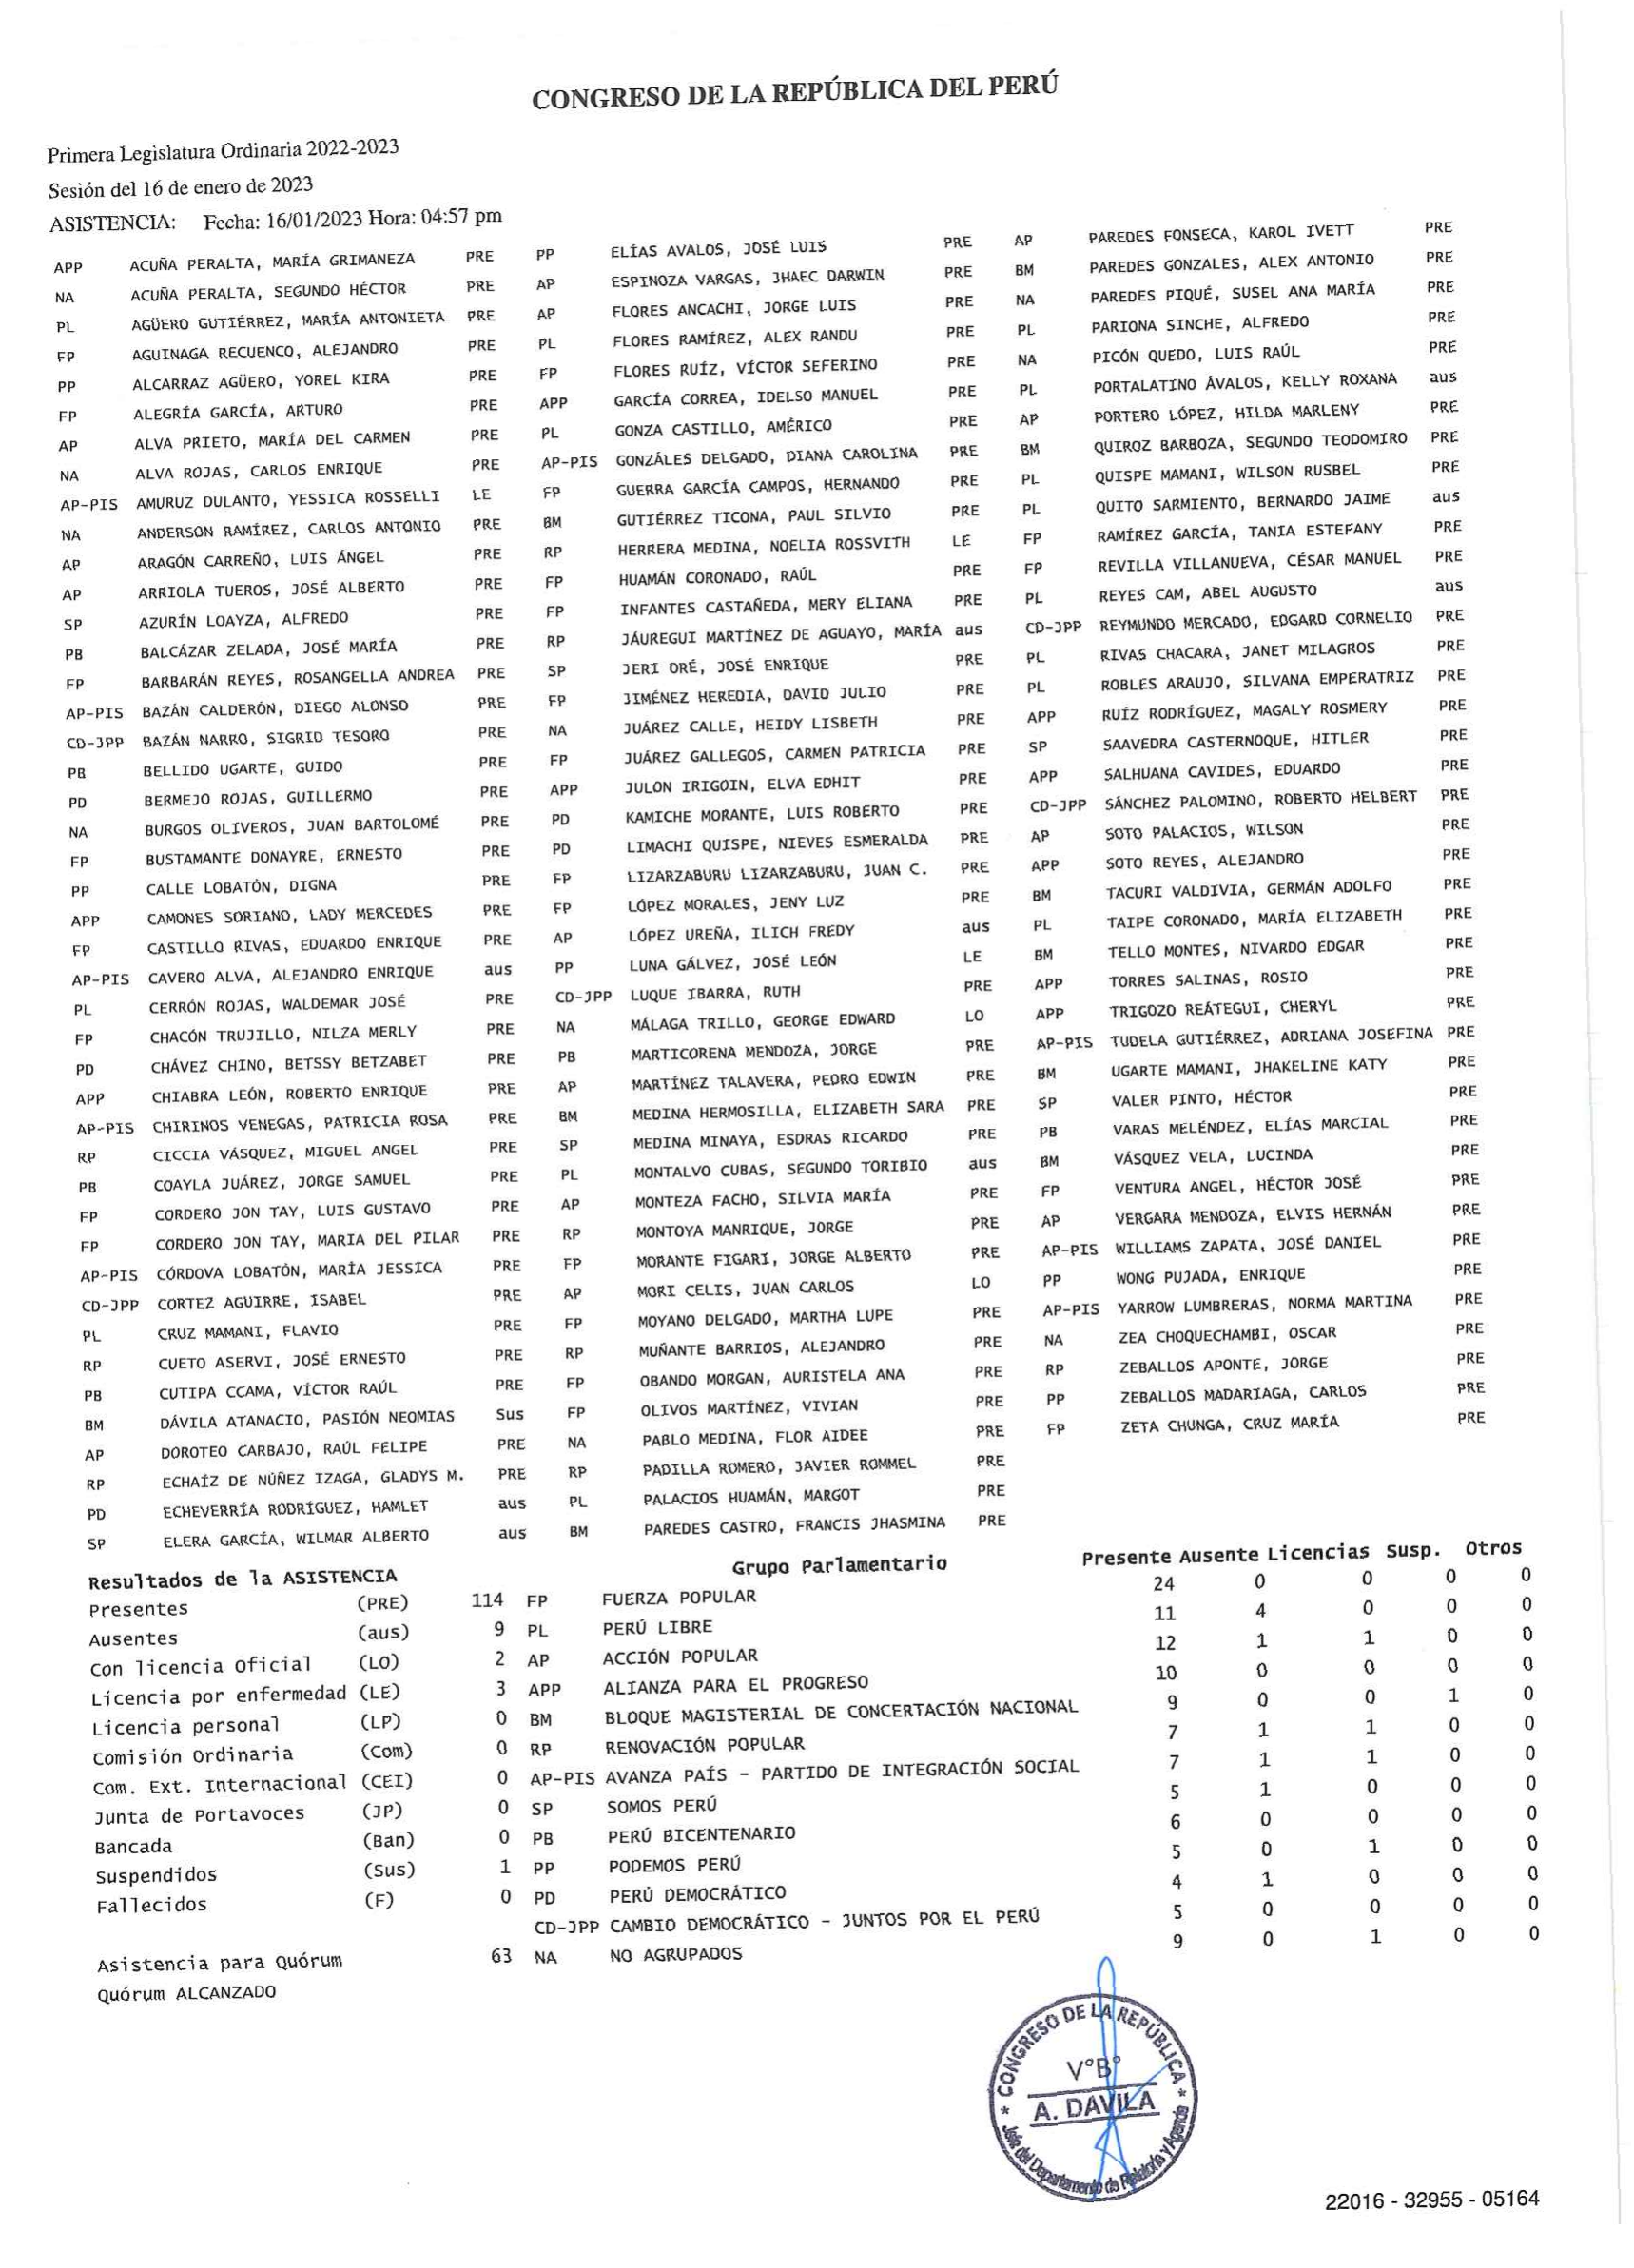 CONGRESO DE LA REPÚBLICA DEL PERÚ
Primera Legislatura Ordinaria 2022-2023
Sesión del 16 de enero de 2023
ASISTENCIA: Fecha: 16/01/2023 Hora: 04:57 pm
APP ACUÑA PERALTA, MARÍA GRIMANEZA PRE PP ELÍAS AVALOS, JOSÉ LUIS PRE AP PAREDES FONSECA, KAROL IVETT PRE
NA ACUÑA PERALTA, SEGUNDO HÉCTOR PRE AP ESPINOZA VARGAS, JHAEC DARWIN PRE BM PAREDES GONZALES, ALEX ANTONIO PRE
PL AGÜERO GUTIÉRREZ, MARÍA ANTONIETA PRE AP FLORES ANCACHI, JORGE LUIS PRE NA PAREDES PIQUÉ, SUSEL ANA MARÍA PRE
FP AGUINAGA RECUENCO, ALEJANDRO PRE PL FLORES RAMÍREZ, ALEX RANDU PRE PL PARIONA SINCHE, ALFREDO PRE
PP ALCARRAZ AGÜERO, YOREL KIRA PRE FP FLORES RUÍZ, VÍCTOR SEFERINO PRE NA PICÓN QUEDO, LUIS RAÚL PRE
FP ALEGRÍA GARCÍA, ARTURO PRE APP GARCÍA CORREA, IDELSO MANUEL PRE PL PORTALATINO ÁVALOS, KELLY ROXANA aus
AP ALVA PRIETO, MARÍA DEL CARMEN PRE PL GONZA CASTILLO, AMÉRICO PRE AP PORTERO LÓPEZ, HILDA MARLENY PRE
NA ALVA ROJAS, CARLOS ENRIQUE PRE AP-PIS GONZÁLES DELGADO, DIANA CAROLINA PRE BM QUIROZ BARBOZA, SEGUNDO TEODOMIRO PRE
AP-PIS AMURUZ DULANTO, YESSICA ROSSELLI LE FP GUERRA GARCÍA CAMPOS, HERNANDO PRE PL QUISPE MAMANI, WILSON RUSBEL PRE
NA ANDERSON RAMÍREZ, CARLOS ANTONIO PRE BM GUTIÉRREZ TICONA, PAUL SILVIO PRE PL QUITO SARMIENTO, BERNARDO JAIME aus
AP ARAGÓN CARREÑO, LUIS ÁNGEL PRE RP HERRERA MEDINA, NOELIA ROSSVITH LE FP RAMÍREZ GARCÍA, TANIA ESTEFANY PRE
AP ARRIOLA TUEROS, JOSÉ ALBERTO PRE FP HUAMÁN CORONADO, RAÚL PRE FP REVILLA VILLANUEVA, CÉSAR MANUEL PRE
SP AZURÍN LOAYZA, ALFREDO PRE FP INFANTES CASTAÑEDA, MERY ELIANA PRE PL REYES CAM, ABEL AUGUSTO aus
PB BALCÁZAR ZELADA, JOSÉ MARÍA PRE RP JÁUREGUI MARTÍNEZ DE AGUAYO, MARÍA aus CD-JPP REYMUNDO MERCADO, EDGARD CORNELIO PRE
FP BARBARÁN REYES, ROSANGELLA ANDREA PRE SP JERI ORÉ, JOSÉ ENRIQUE PRE PL RIVAS CHACARA, JANET MILAGROS PRE
AP-PIS BAZÁN CALDERÓN, DIEGO ALONSO PRE FP JIMÉNEZ HEREDIA, DAVID JULIO PRE PL ROBLES ARAUJO, SILVANA EMPERATRIZ PRE
CD-JPP BAZÁN NARRO, SIGRID TESORO PRE NA JUÁREZ CALLE, HEIDY LISBETH PRE APP RUÍZ RODRÍGUEZ, MAGALY ROSMERY PRE
PB BELLIDO UGARTE, GUIDO PRE FP JUÁREZ GALLEGOS, CARMEN PATRICIA PRE SP SAAVEDRA CASTERNOQUE, HITLER PRE
PD BERMEJO ROJAS, GUILLERMO PRE APP JULON IRIGOIN, ELVA EDHIT PRE APP SALHUANA CAVIDES, EDUARDO PRE
NA BURGOS OLIVEROS, JUAN BARTOLOMÉ PRE PD KAMICHE MORANTE, LUIS ROBERTO PRE CD-JPP SÁNCHEZ PALOMINO, ROBERTO HELBERT PRE
FP BUSTAMANTE DONAYRE, ERNESTO PRE PD LIMACHI QUISPE, NIEVES ESMERALDA PRE AP SOTO PALACIOS, WILSON PRE
PP CALLE LOBATÓN, DIGNA PRE FP LIZARZABURU LIZARZABURU, JUAN C. PRE APP SOTO REYES, ALEJANDRO PRE
APP CAMONES SORIANO, LADY MERCEDES PRE FP LÓPEZ MORALES, JENY LUZ PRE BM TACURI VALDIVIA, GERMÁN ADOLFO PRE
FP CASTILLO RIVAS, EDUARDO ENRIQUE PRE AP LÓPEZ UREÑA, ILICH FREDY aus PL TAIPE CORONADO, MARÍA ELIZABETH PRE
AP-PIS CAVERO ALVA, ALEJANDRO ENRIQUE aus PP LUNA GÁLVEZ, JOSÉ LEÓN LE BM TELLO MONTES, NIVARDO EDGAR PRE
PL CERRÓN ROJAS, WALDEMAR JOSÉ PRE CD-JPP LUQUE IBARRA, RUTH PRE APP TORRES SALINAS, ROSIO PRE
FP CHACÓN TRUJILLO, NILZA MERLY PRE NA MÁLAGA TRILLO, GEORGE EDWARD LO APP TRIGOZO REÁTEGUI, CHERYL PRE
PD CHÁVEZ CHINO, BETSSY BETZABET PRE PB MARTICORENA MENDOZA, JORGE PRE AP-PIS TUDELA GUTIÉRREZ, ADRIANA JOSEFINA PRE
APP CHIABRA LEÓN, ROBERTO ENRIQUE PRE AP MARTÍNEZ TALAVERA, PEDRO EDWIN PRE BM UGARTE MAMANI, JHAKELINE KATY PRE
AP-PIS CHIRINOS VENEGAS, PATRICIA ROSA PRE BM MEDINA HERMOSILLA, ELIZABETH SARA PRE SP VALER PINTO, HÉCTOR PRE
RP CICCIA VÁSQUEZ, MIGUEL ANGEL PRE SP MEDINA MINAYA, ESDRAS RICARDO PRE PB VARAS MELÉNDEZ, ELÍAS MARCIAL PRE
PB COAYLA JUÁREZ, JORGE SAMUEL PRE PL MONTALVO CUBAS, SEGUNDO TORIBIO aus BM VÁSQUEZ VELA, LUCINDA PRE
FP CORDERO JON TAY, LUIS GUSTAVO PRE AP MONTEZA FACHO, SILVIA MARÍA PRE FP VENTURA ANGEL, HÉCTOR JOSÉ PRE
FP CORDERO JON TAY, MARIA DEL PILAR PRE RP MONTOYA MANRIQUE, JORGE PRE AP VERGARA MENDOZA, ELVIS HERNÁN PRE
AP-PIS CÓRDOVA LOBATÓN, MARÍA JESSICA PRE FP MORANTE FIGARI, JORGE ALBERTO PRE AP-PIS WILLIAMS ZAPATA, JOSÉ DANIEL PRE
CD-JPP CORTEZ AGUIRRE, ISABEL PRE AP MORI CELIS, JUAN CARLOS LO PP WONG PUJADA, ENRIQUE PRE
PL CRUZ MAMANI, FLAVIO PRE FP MOYANO DELGADO, MARTHA LUPE PRE AP-PIS YARROW LUMBRERAS, NORMA MARTINA PRE
RP CUETO ASERVI, JOSÉ ERNESTO PRE RP MUÑANTE BARRIOS, ALEJANDRO PRE NA ZEA CHOQUECHAMBI, OSCAR PRE
PB CUTIPA CCAMA, VÍCTOR RAÚL PRE FP OBANDO MORGAN, AURISTELA ANA PRE RP ZEBALLOS APONTE, JORGE PRE
BM DÁVILA ATANACIO, PASIÓN NEOMIAS Sus FP OLIVOS MARTÍNEZ, VIVIAN PRE PP ZEBALLOS MADARIAGA, CARLOS PRE
AP DOROTEO CARBAJO, RAÚL FELIPE PRE NA PABLO MEDINA, FLOR AIDEE PRE FP ZETA CHUNGA, CRUZ MARÍA PRE
RP ECHAÍZ DE NÚÑEZ IZAGA, GLADYS M. PRE RP PADILLA ROMERO, JAVIER ROMMEL PRE
PD ECHEVERRÍA RODRÍGUEZ, HAMLET aus PL PALACIOS HUAMÁN, MARGOT PRE
SP ELERA GARCÍA, WILMAR ALBERTO aus BM PAREDES CASTRO, FRANCIS JHASMINA PRE
Resultados de la ASISTENCIA Grupo Parlamentario Presente Ausente Licencias Susp. Otros
Presentes (PRE) 114 FP FUERZA POPULAR 24 0 0 0 0
Ausentes (aus) 9 PL PERÚ LIBRE 11 4 0 0 0
Con licencia Oficial (LO) 2 AP ACCIÓN POPULAR 12 1 1 0 0
Licencia por enfermedad (LE) 3 APP ALIANZA PARA EL PROGRESO 10 0 0 0 0
Licencia personal (LP) 0 BM BLOQUE MAGISTERIAL DE CONCERTACIÓN NACIONAL 9 0 0 1 0
Comisión Ordinaria (Com) 0 RP RENOVACIÓN POPULAR 7 1 1 0 0
Com. Ext. Internacional (CEI) 0 AP-PIS AVANZA PAÍS - PARTIDO DE INTEGRACIÓN SOCIAL 7 1 1 0 0
Junta de Portavoces (JP) 0 SP SOMOS PERÚ 5 1 0 0 0
Bancada (Ban) 0 PB PERÚ BICENTENARIO 6 0 0 0 0
Suspendidos (Sus) 1 PP PODEMOS PERÚ 5 0 1 0 0
Fallecidos (F) 0 PD PERÚ DEMOCRÁTICO 4 1 0 0 0
CD-JPP CAMBIO DEMOCRÁTICO - JUNTOS POR EL PERÚ 5 0 0 0 0
Asistencia para Quórum 63 NA NO AGRUPADOS 9 0 1 0 0
Quórum ALCANZADO
* CONGRESO DE LA REPÚBLICA *
V°B°
A. DAVILA
Jefe del Departamento de Relatoría y Agenda
22016 - 32955 - 05164